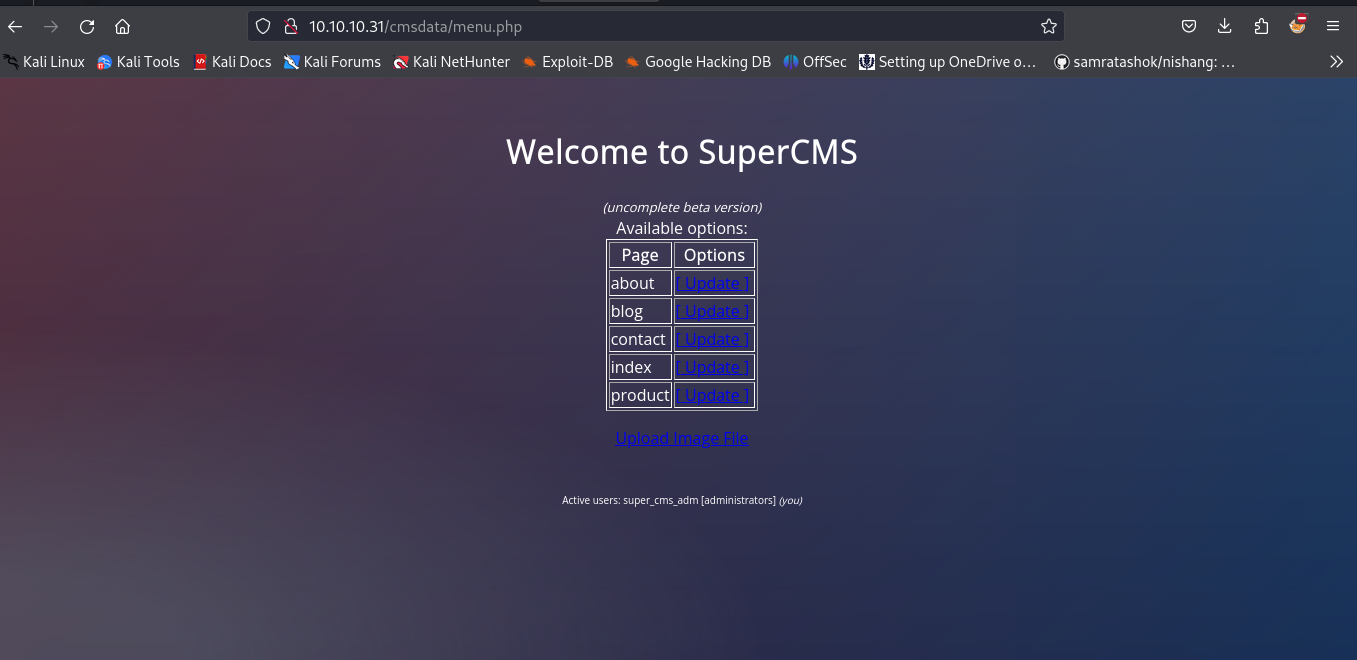 10.10.10.31/cmsdata/menu.php
Kali Linux Kali Tools Kali Docs Kali Forums Kali NetHunter Exploit-DB Google Hacking DB OffSec Setting up OneDrive o… samratashok/nishang: …
Welcome to SuperCMS
(uncomplete beta version)
Available options:
Page Options
about [ Update ]
blog [ Update ]
contact [ Update ]
index [ Update ]
product [ Update ]
Upload Image File
Active users: super_cms_adm [administrators] (you)